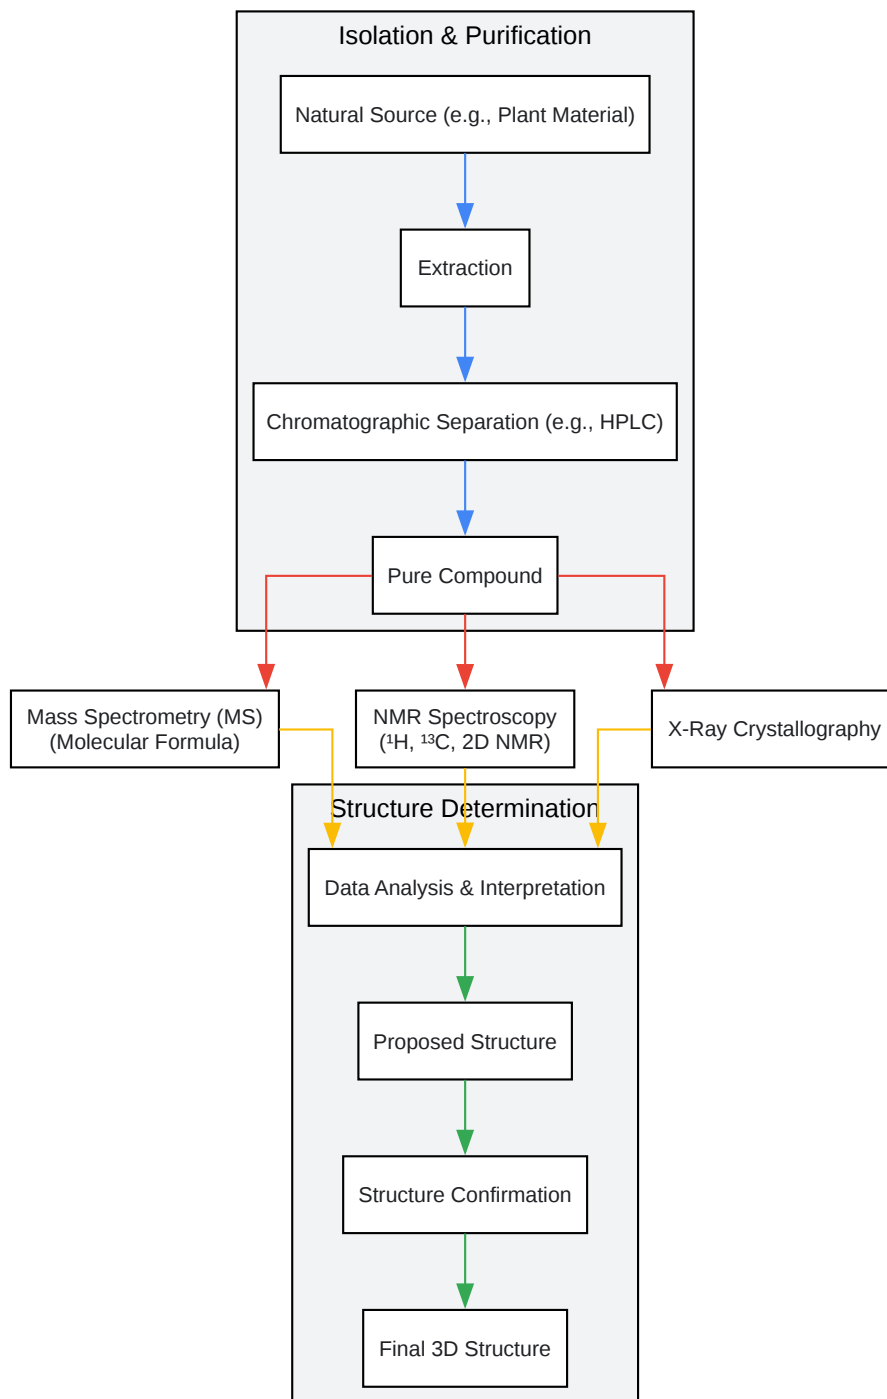 Isolation & Purification
Natural Source (e.g., Plant Material)
Extraction
Chromatographic Separation (e.g., HPLC)
Pure Compound
Mass Spectrometry (MS)
(Molecular Formula)
NMR Spectroscopy
(¹H, ¹³C, 2D NMR)
X-Ray Crystallography
Structure Determination
Data Analysis & Interpretation
Proposed Structure
Structure Confirmation
Final 3D Structure